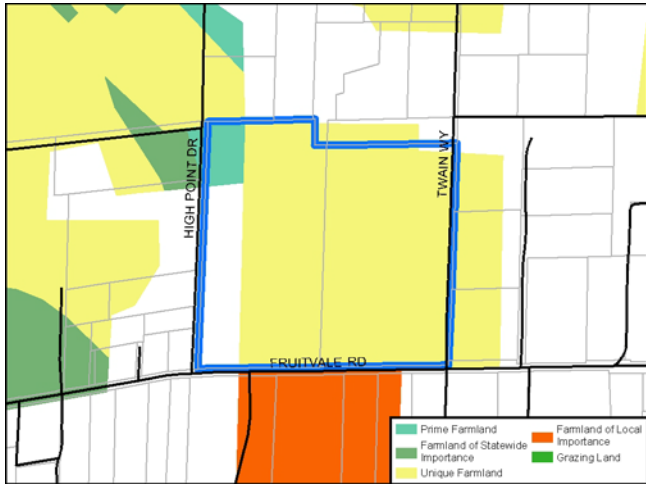 HIGH POINT DR
TWAIN WY
FRUITVALE RD
Prime Farmland
Farmland of Statewide
Importance
Unique Farmland
Farmland of Local
Importance
Grazing Land